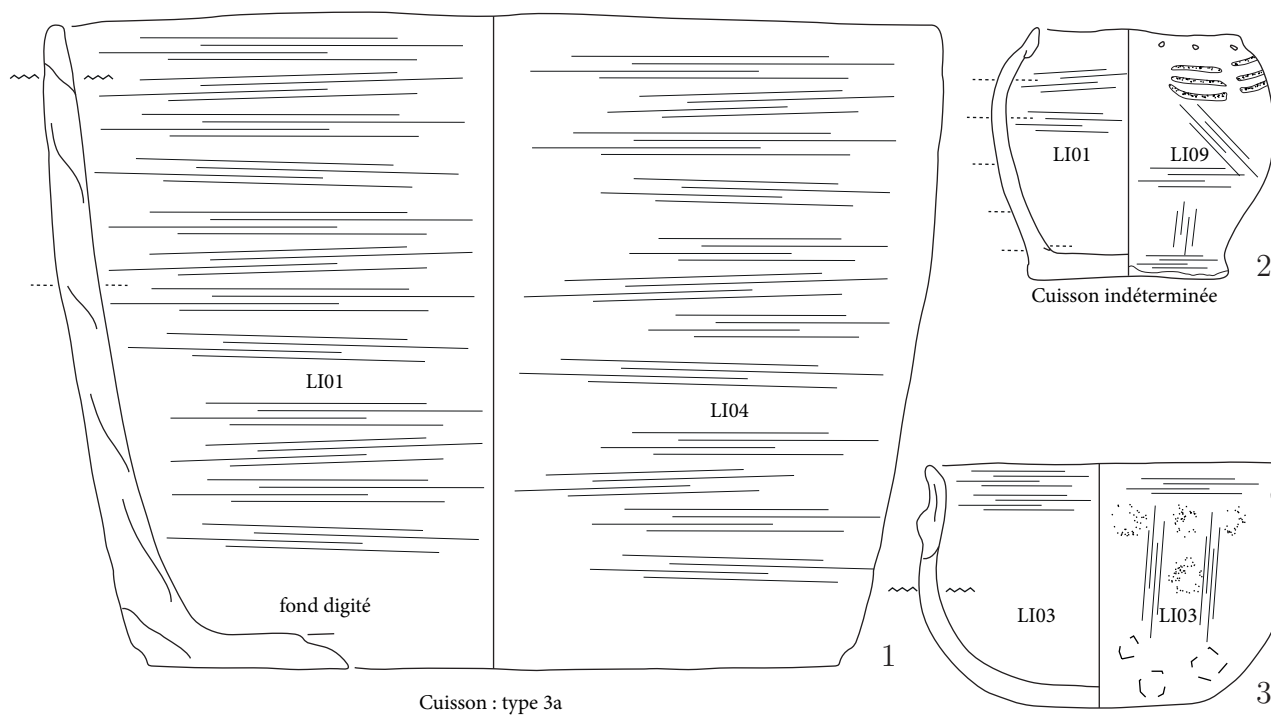 LI01
LI04
fond digité
1
Cuisson : type 3a
LI01
LI09
2
Cuisson indéterminée
LI03
LI03
3